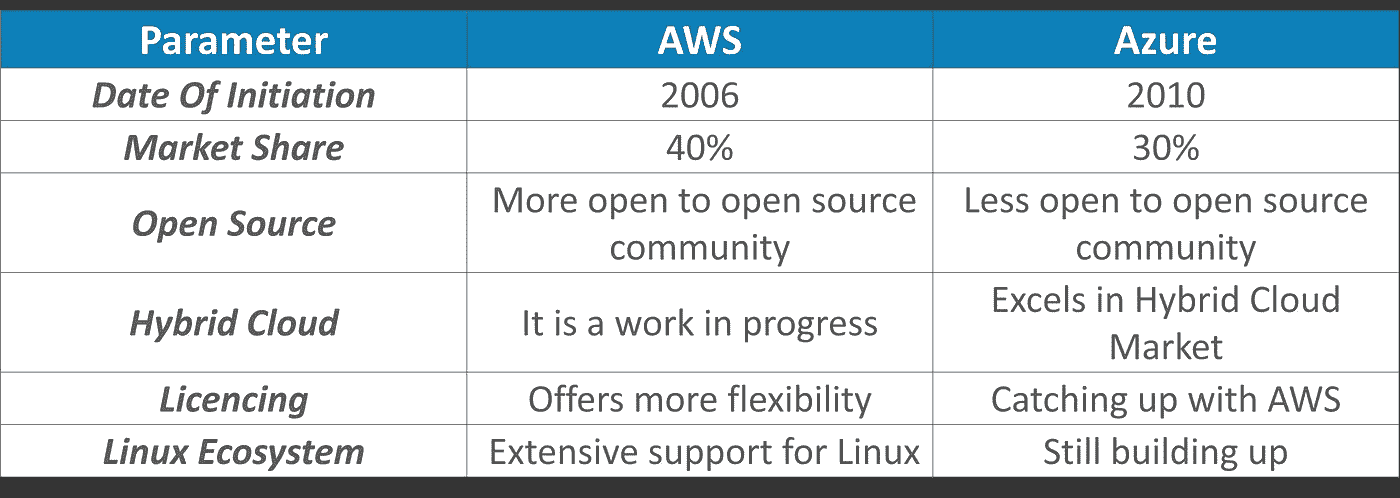 Parameter AWS Azure
Date Of Initiation 2006 2010
Market Share 40% 30%
Open Source More open to open source community Less open to open source community
Hybrid Cloud It is a work in progress Excels in Hybrid Cloud Market
Licencing Offers more flexibility Catching up with AWS
Linux Ecosystem Extensive support for Linux Still building up